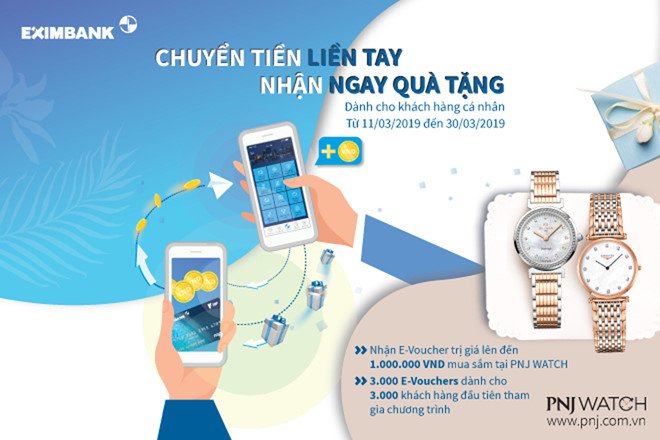 EXIMBANK
CHUYỂN TIỀN LIỀN TAY
NHẬN NGAY QUÀ TẶNG
Dành cho khách hàng cá nhân
Từ 11/03/2019 đến 30/03/2019
+ VND
Nhận E-Voucher trị giá lên đến
1.000.000 VND mua sắm tại PNJ WATCH
3.000 E-Vouchers dành cho
3.000 khách hàng đầu tiên tham
gia chương trình
PNJ WATCH
www.pnj.com.vn